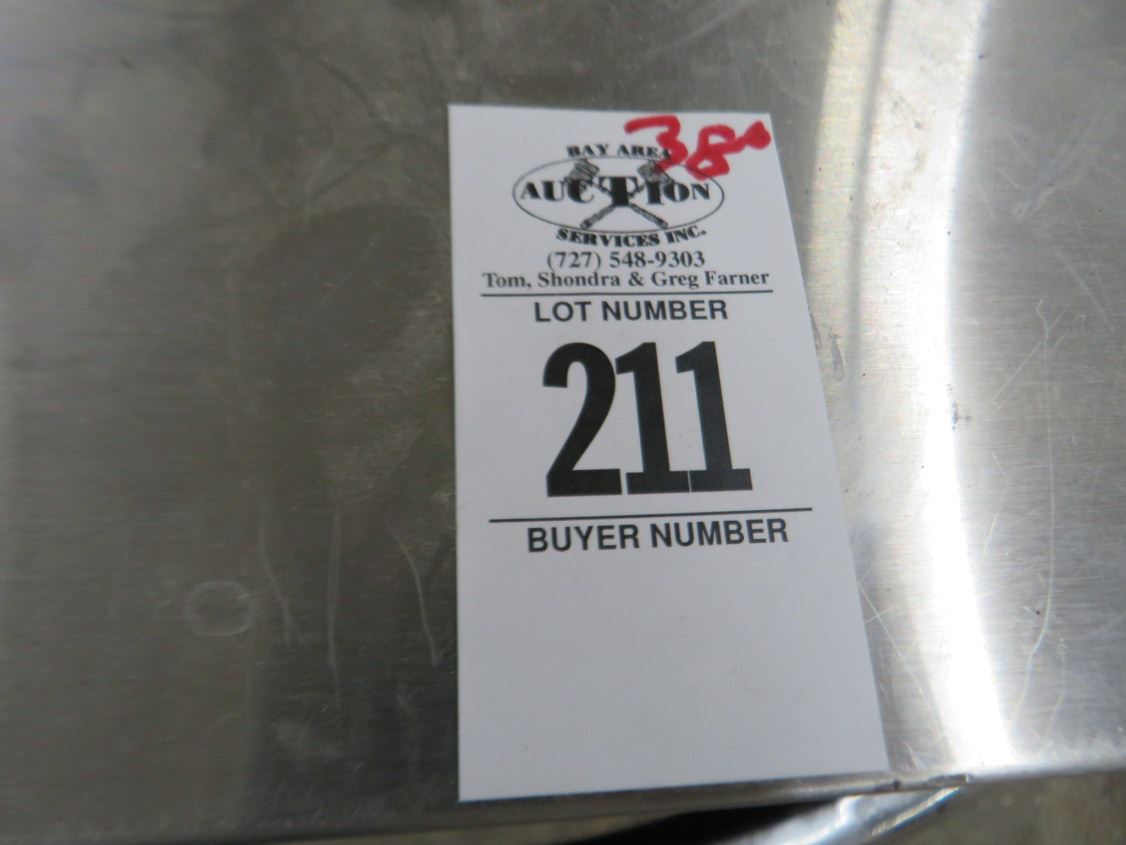 38
BAY AREA
AUCTION
SERVICES INC.
(727) 548-9303
Tom, Shondra & Greg Farner
LOT NUMBER
211
BUYER NUMBER